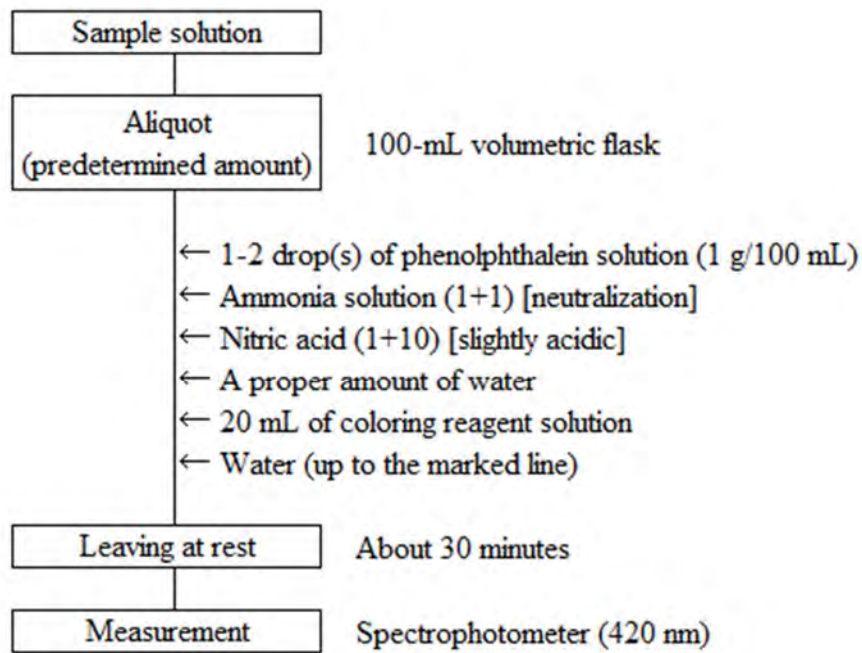 Sample solution
Aliquot
(predetermined amount)
100-mL volumetric flask
← 1-2 drop(s) of phenolphthalein solution (1 g/100 mL)
← Ammonia solution (1+1) [neutralization]
← Nitric acid (1+10) [slightly acidic]
← A proper amount of water
← 20 mL of coloring reagent solution
← Water (up to the marked line)
Leaving at rest
About 30 minutes
Measurement
Spectrophotometer (420 nm)